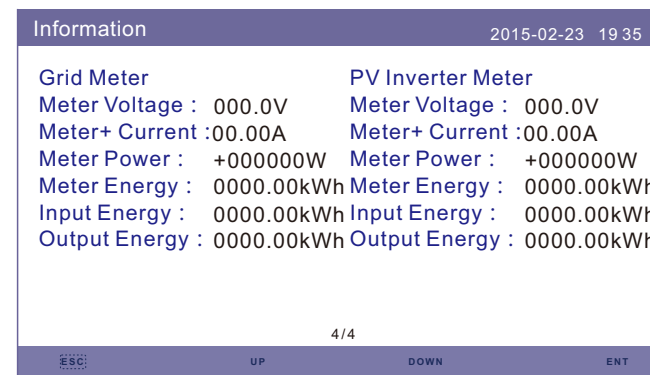 Information 2015-02-23 19 35
Grid Meter PV Inverter Meter
Meter Voltage : 000.0V Meter Voltage : 000.0V
Meter+ Current :00.00A Meter+ Current :00.00A
Meter Power : +000000W Meter Power : +000000W
Meter Energy : 0000.00kWh Meter Energy : 0000.00kWh
Input Energy : 0000.00kWh Input Energy : 0000.00kWh
Output Energy : 0000.00kWh Output Energy : 0000.00kWh
4/4
ESC UP DOWN ENT